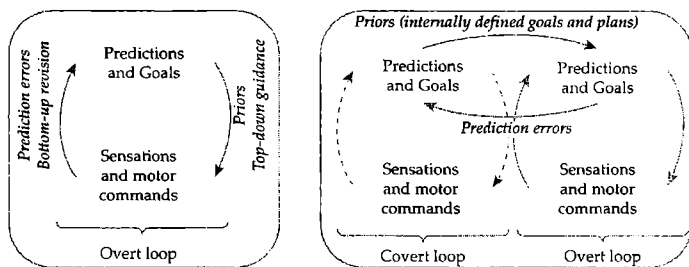 Prediction errors
Bottom-up revision
Predictions
and Goals
Priors
Top-down guidance
Sensations
and motor
commands
Overt loop
Priors (internally defined goals and plans)
Predictions
and Goals
Predictions
and Goals
Prediction errors
Sensations
and motor
commands
Sensations
and motor
commands
Covert loop
Overt loop